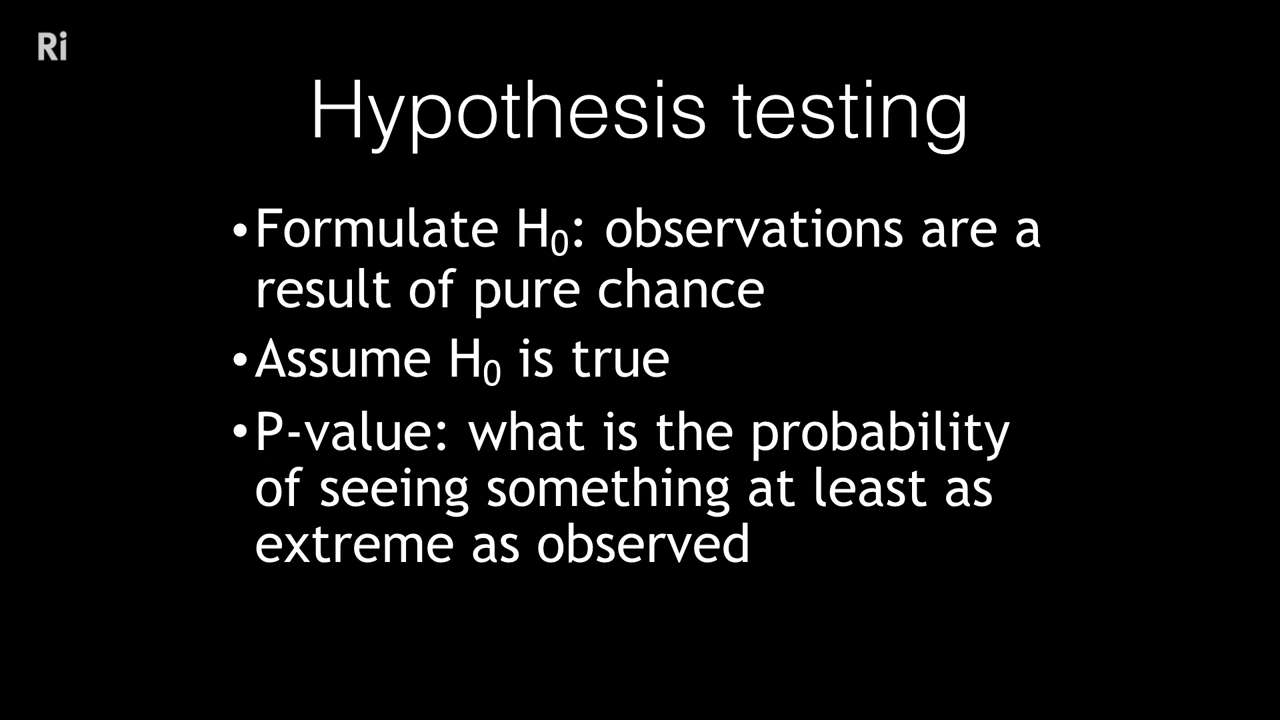 Ri
Hypothesis testing
•Formulate H₀: observations are a
result of pure chance
•Assume H₀ is true
•P-value: what is the probability
of seeing something at least as
extreme as observed